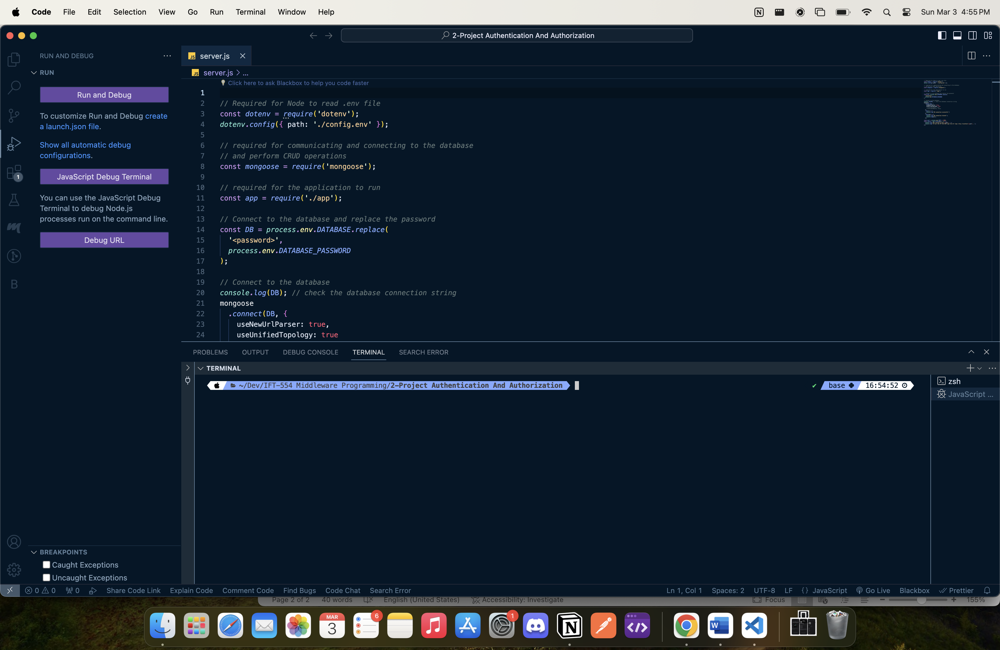 Code File Edit Selection View Go Run Terminal Window Help Sun Mar 3 4:55 PM
2-Project Authentication And Authorization
RUN AND DEBUG
RUN
Run and Debug
To customize Run and Debug create
a launch.json file.
Show all automatic debug
configurations.
JavaScript Debug Terminal
You can use the JavaScript Debug
Terminal to debug Node.js
processes run on the command line.
Debug URL
1
BREAKPOINTS
Caught Exceptions
Uncaught Exceptions
JS server.js
JS server.js > ...
Click here to ask Blackbox to help you code faster
1
2 // Required for Node to read .env file
3 const dotenv = require('dotenv');
4 dotenv.config({ path: './config.env' });
5
6 // required for communicating and connecting to the database
7 // and perform CRUD operations
8 const mongoose = require('mongoose');
9
10 // required for the application to run
11 const app = require('./app');
12
13 // Connect to the database and replace the password
14 const DB = process.env.DATABASE.replace(
15 '<password>',
16 process.env.DATABASE_PASSWORD
17 );
18
19 // Connect to the database
20 console.log(DB); // check the database connection string
21 mongoose
22 .connect(DB, {
23 useNewUrlParser: true,
24 useUnifiedTopology: true
PROBLEMS OUTPUT DEBUG CONSOLE TERMINAL SEARCH ERROR
TERMINAL
~/Dev/IFT-554 Middleware Programming/2-Project Authentication And Authorization
base 16:54:52
zsh
JavaScript ...
0 0 0 Share Code Link Explain Code Comment Code Find Bugs Code Chat Search Error Ln 1, Col 1 Spaces: 2 UTF-8 LF {} JavaScript Go Live Blackbox Prettier
Page 2 of 2 40 words English (United States) Accessibility: Investigate Focus 155%
MAR
3
6
1
W